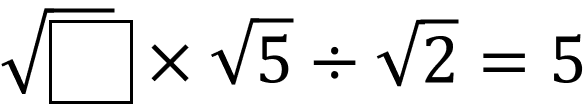 √□ × √5 ÷ √2 = 5